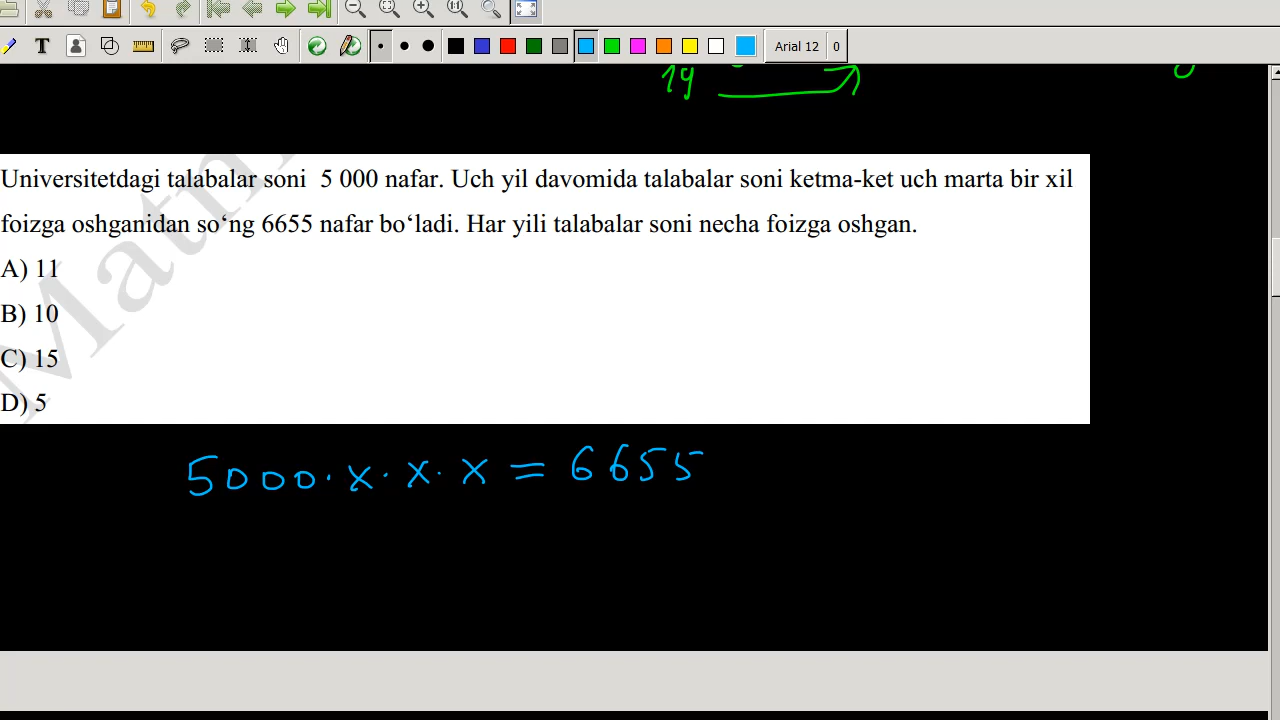 Arial 12 0
19
Universitetdagi talabalar soni 5 000 nafar. Uch yil davomida talabalar soni ketma-ket uch marta bir xil
foizga oshganidan so‘ng 6655 nafar bo‘ladi. Har yili talabalar soni necha foizga oshgan.
A) 11
B) 10
C) 15
D) 5
5000·x·x·x=6655